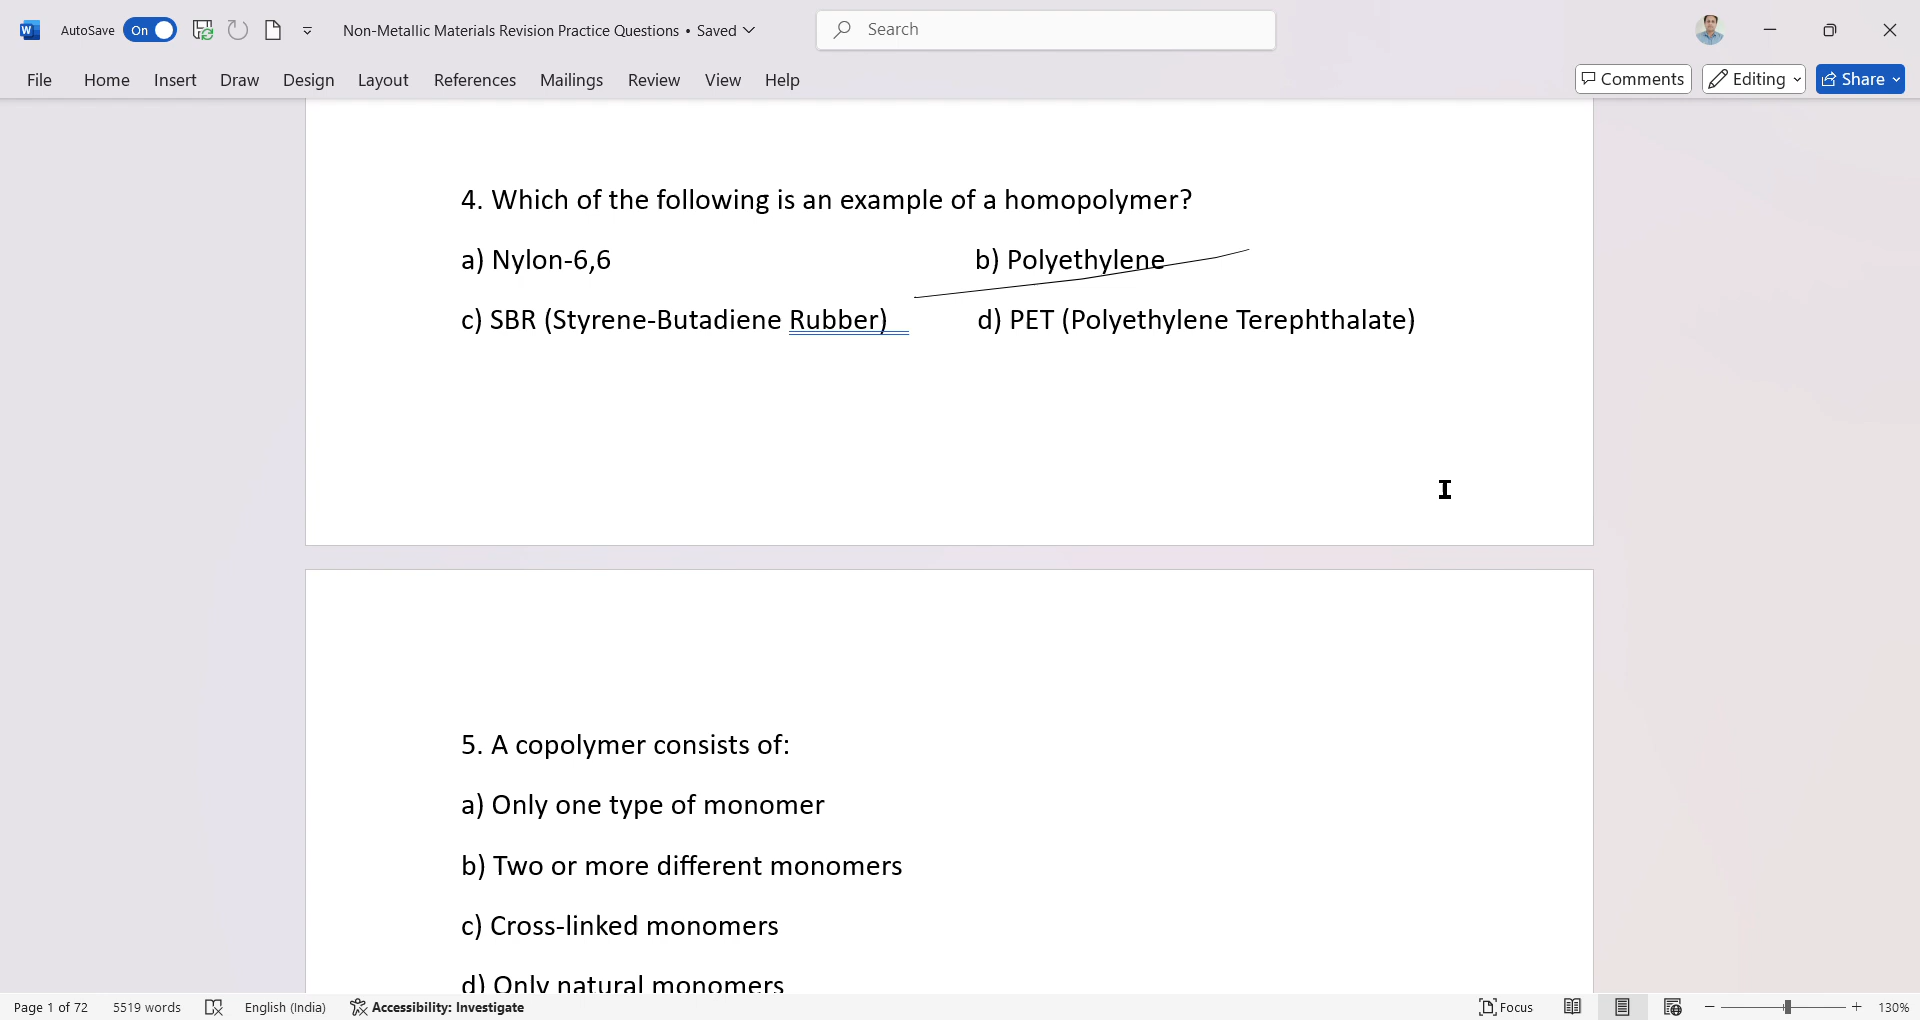 AutoSave On Non-Metallic Materials Revision Practice Questions • Saved Search
File Home Insert Draw Design Layout References Mailings Review View Help Comments Editing Share
4. Which of the following is an example of a homopolymer?
a) Nylon-6,6 b) Polyethylene
c) SBR (Styrene-Butadiene Rubber) d) PET (Polyethylene Terephthalate)
5. A copolymer consists of:
a) Only one type of monomer
b) Two or more different monomers
c) Cross-linked monomers
d) Only natural monomers
Page 1 of 72 5519 words English (India) Accessibility: Investigate Focus 130%